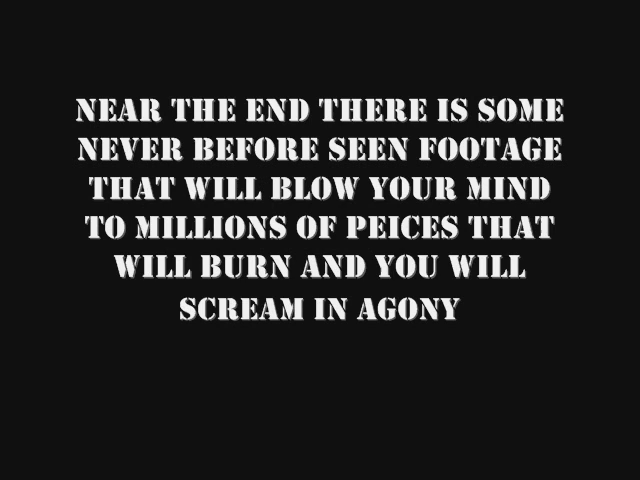 NEAR THE END THERE IS SOME
NEVER BEFORE SEEN FOOTAGE
THAT WILL BLOW YOUR MIND
TO MILLIONS OF PEICES THAT
WILL BURN AND YOU WILL
SCREAM IN AGONY